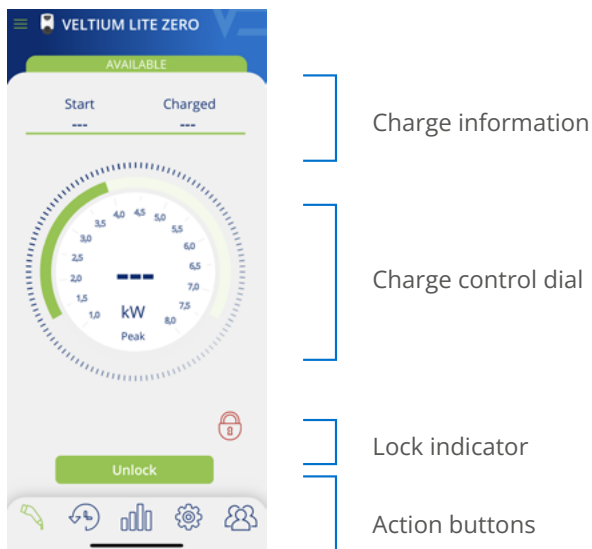 VELTIUM LITE ZERO
AVAILABLE
Start Charged
--- ---
1,0 1,5 2,0 2,5 3,0 3,5 4,0 4,5 5,0 5,5 6,0 6,5 7,0 7,5 8,0
---
kW
Peak
Unlock
Charge information
Charge control dial
Lock indicator
Action buttons